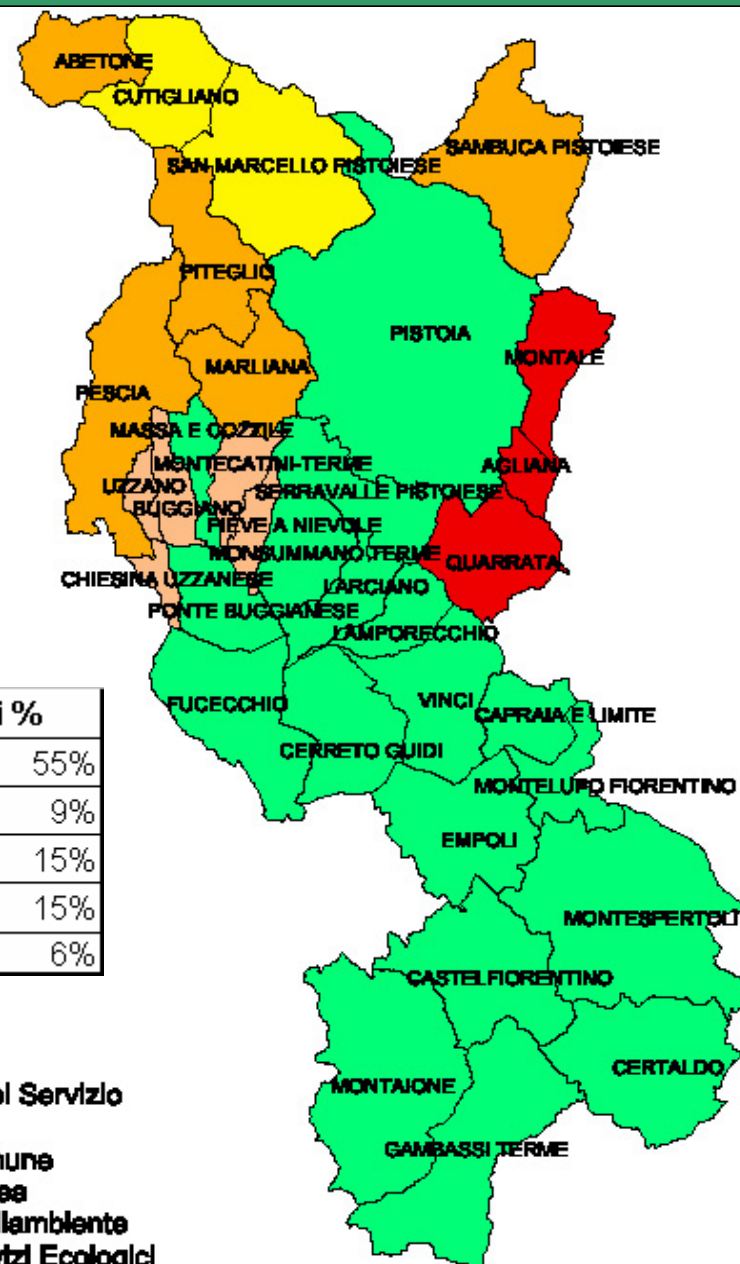 ABETONE
CUTIGLIANO
SAMBUCA PISTOIESE
SAN MARCELLO PISTOIESE
PITEGLIO
PISTOIA
MONTALE
MARLIANA
PESCIA
MASSA E COZZILE
MONTECATINI-TERME
AGLIANA
UZZANO
SERRAVALLE PISTOIESE
BUGGIANO
PIEVE A NIEVOLE
MONSUMMANO TERME
QUARRATA
CHIESINA UZZANESE
LARCIANO
PONTE BUGGIANESE
LAMPORECCHIO
FUCECCHIO
VINCI
CAPRAIA E LIMITE
CERRETO GUIDI
MONTELUPO FIORENTINO
EMPOLI
MONTESPERTOLI
CASTELFIORENTINO
CERTALDO
MONTAIONE
GAMBASSI TERME
%
55%
9%
15%
15%
6%
Servizio
Ecologici